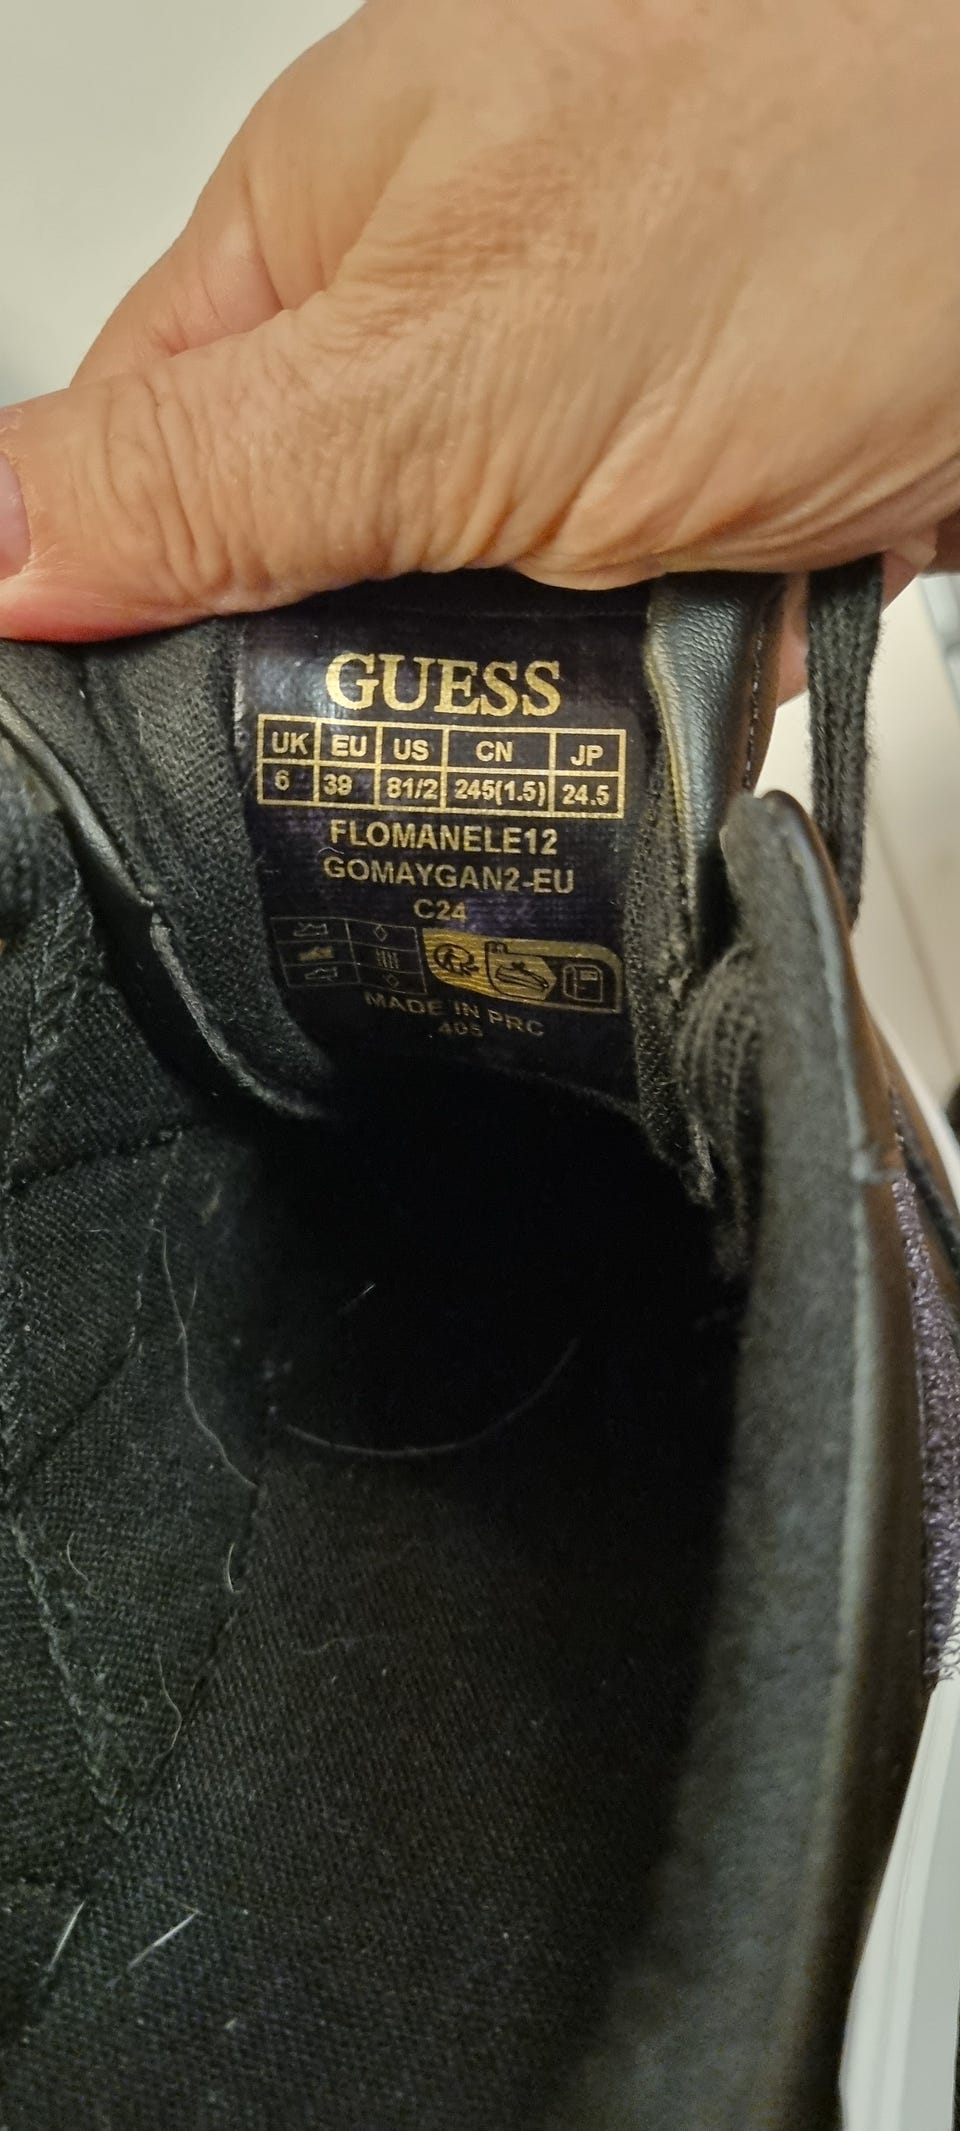 GUESS
UK EU US CN JP
6 39 81/2 245(1.5) 24.5
FLOMANELE12
GOMAYGAN2-EU
C24
MADE IN PRC
405